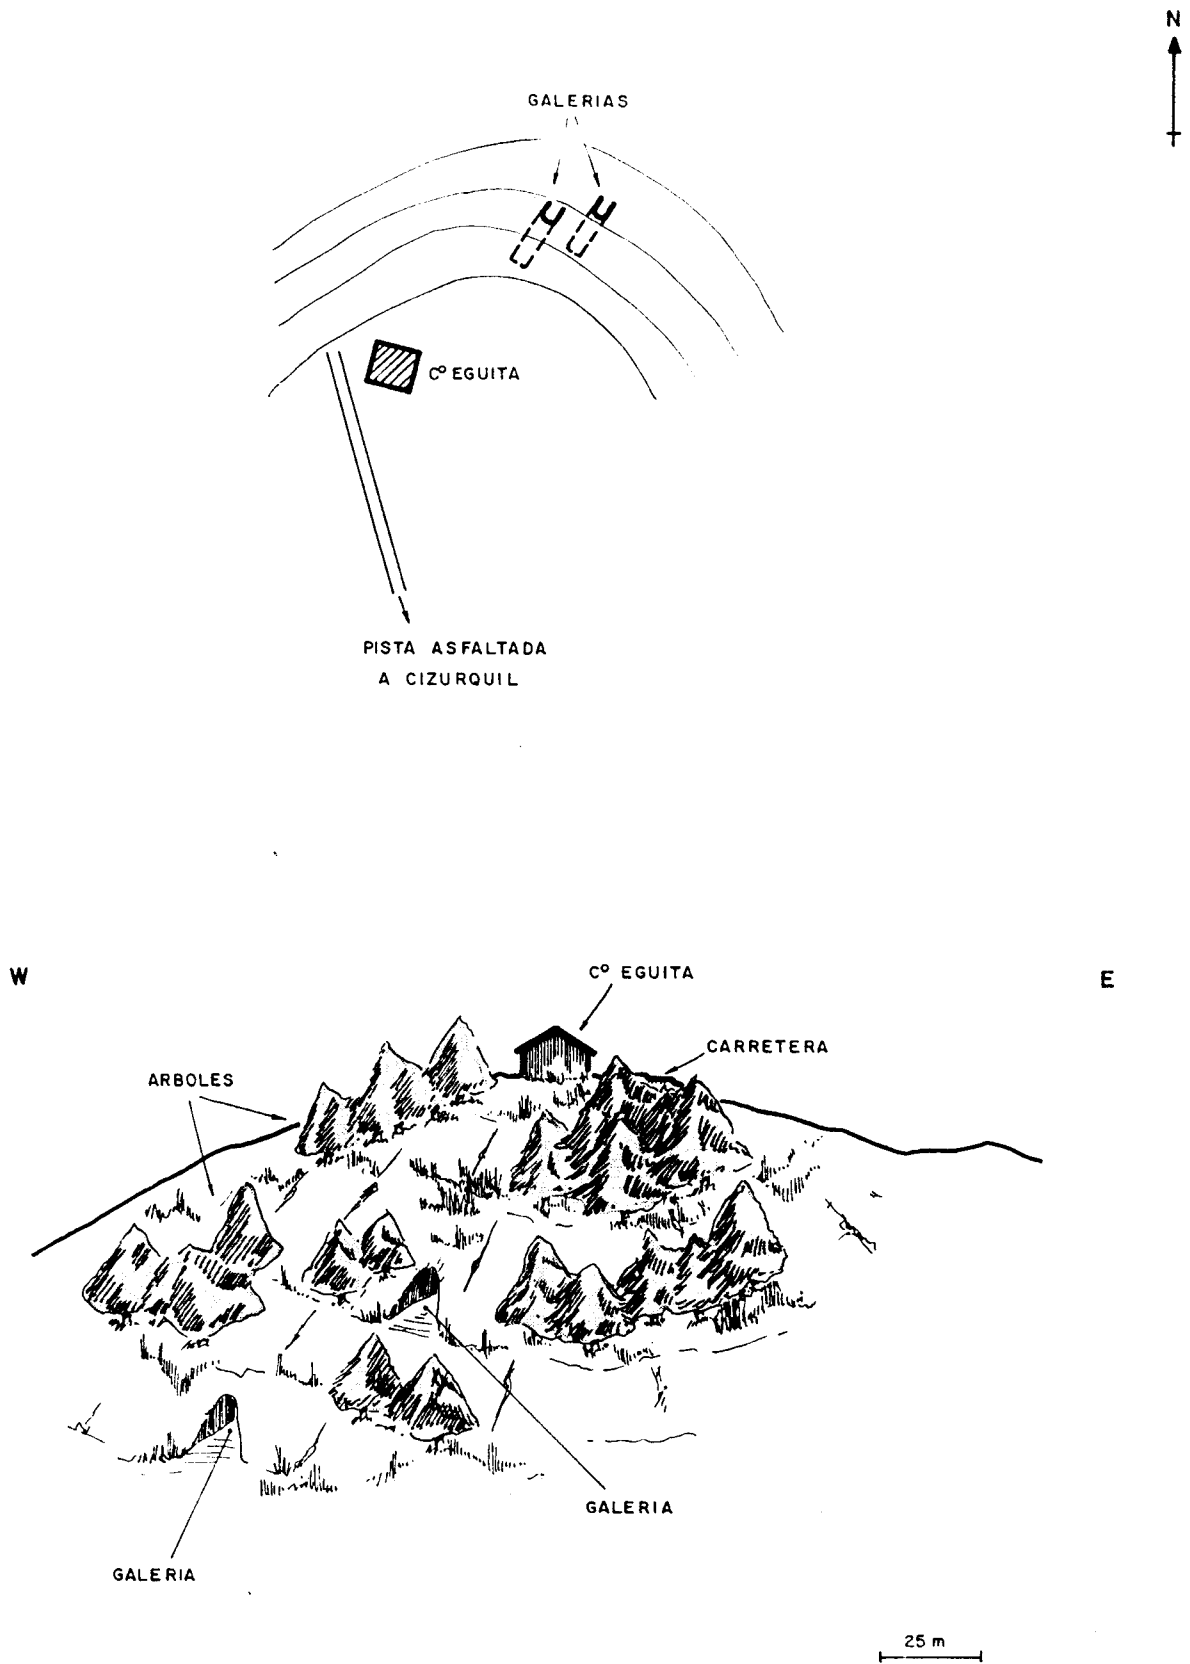 N
GALERIAS
Cº EGUITA
PISTA ASFALTADA
A CIZURQUIL
W
E
Cº EGUITA
CARRETERA
ARBOLES
GALERIA
GALERIA
25 m